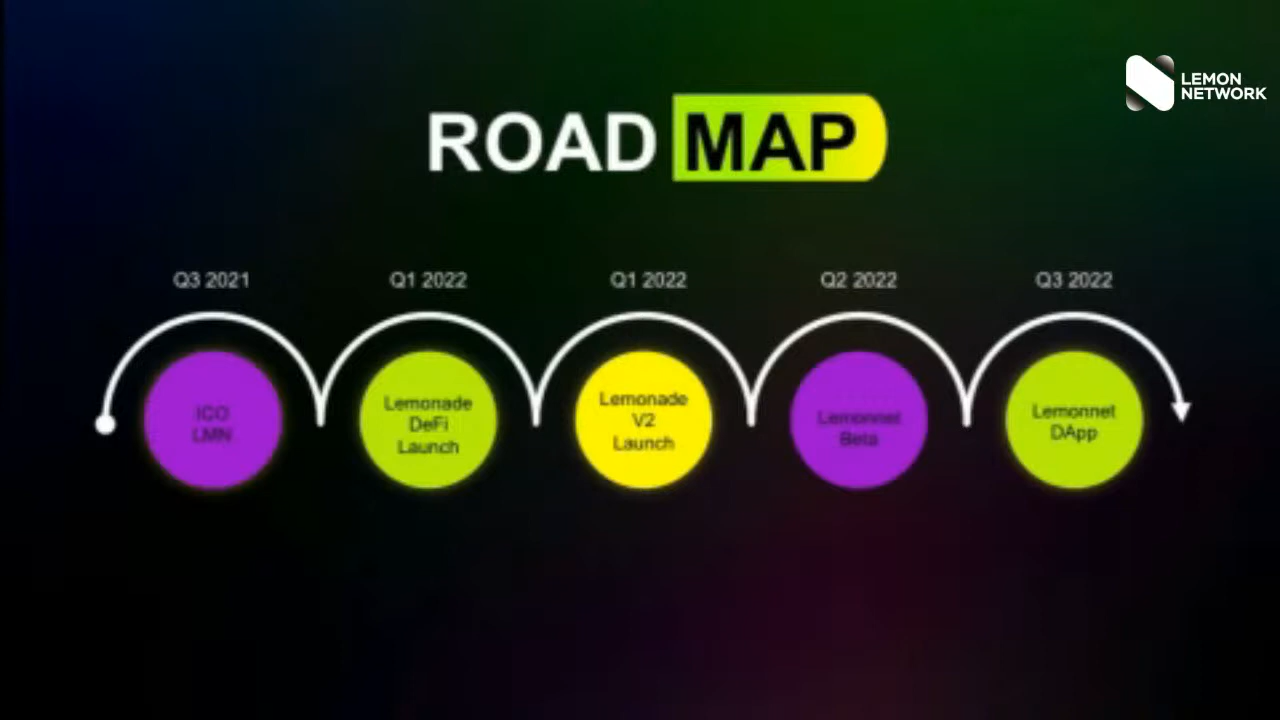 LEMON
NETWORK
ROAD MAP
Q3 2021
Q1 2022
Q1 2022
Q2 2022
Q3 2022
ICO
LMN
Lemonade
DeFi
Launch
Lemonade
V2
Launch
Lemonnet
Beta
Lemonnet
DApp